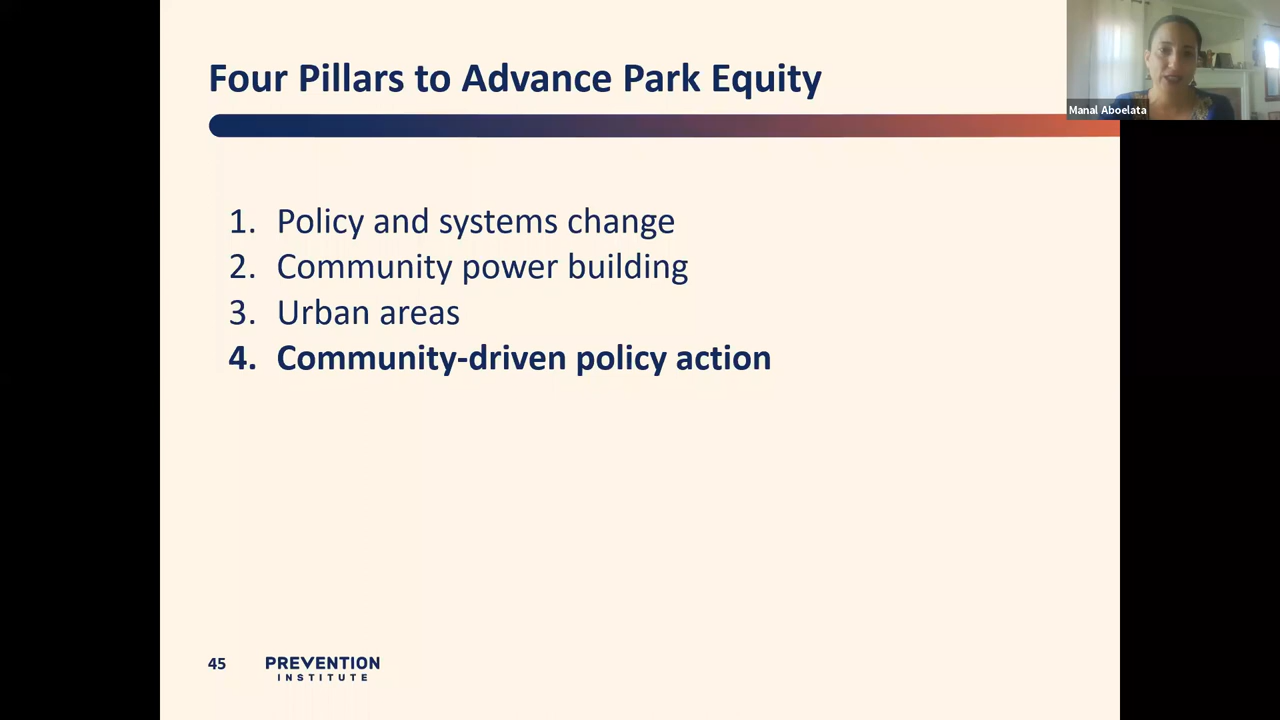 Four Pillars to Advance Park Equity
Manal Aboelata
1. Policy and systems change
2. Community power building
3. Urban areas
4. Community-driven policy action
45 PREVENTION
INSTITUTE